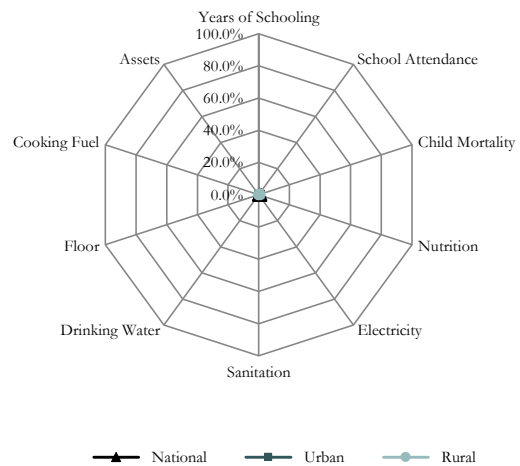 Years of Schooling
100.0%
Assets
School Attendance
80.0%
60.0%
Cooking Fuel
40.0%
Child Mortality
20.0%
0.0%
Floor
Nutrition
Drinking Water
Electricity
Sanitation
National Urban Rural